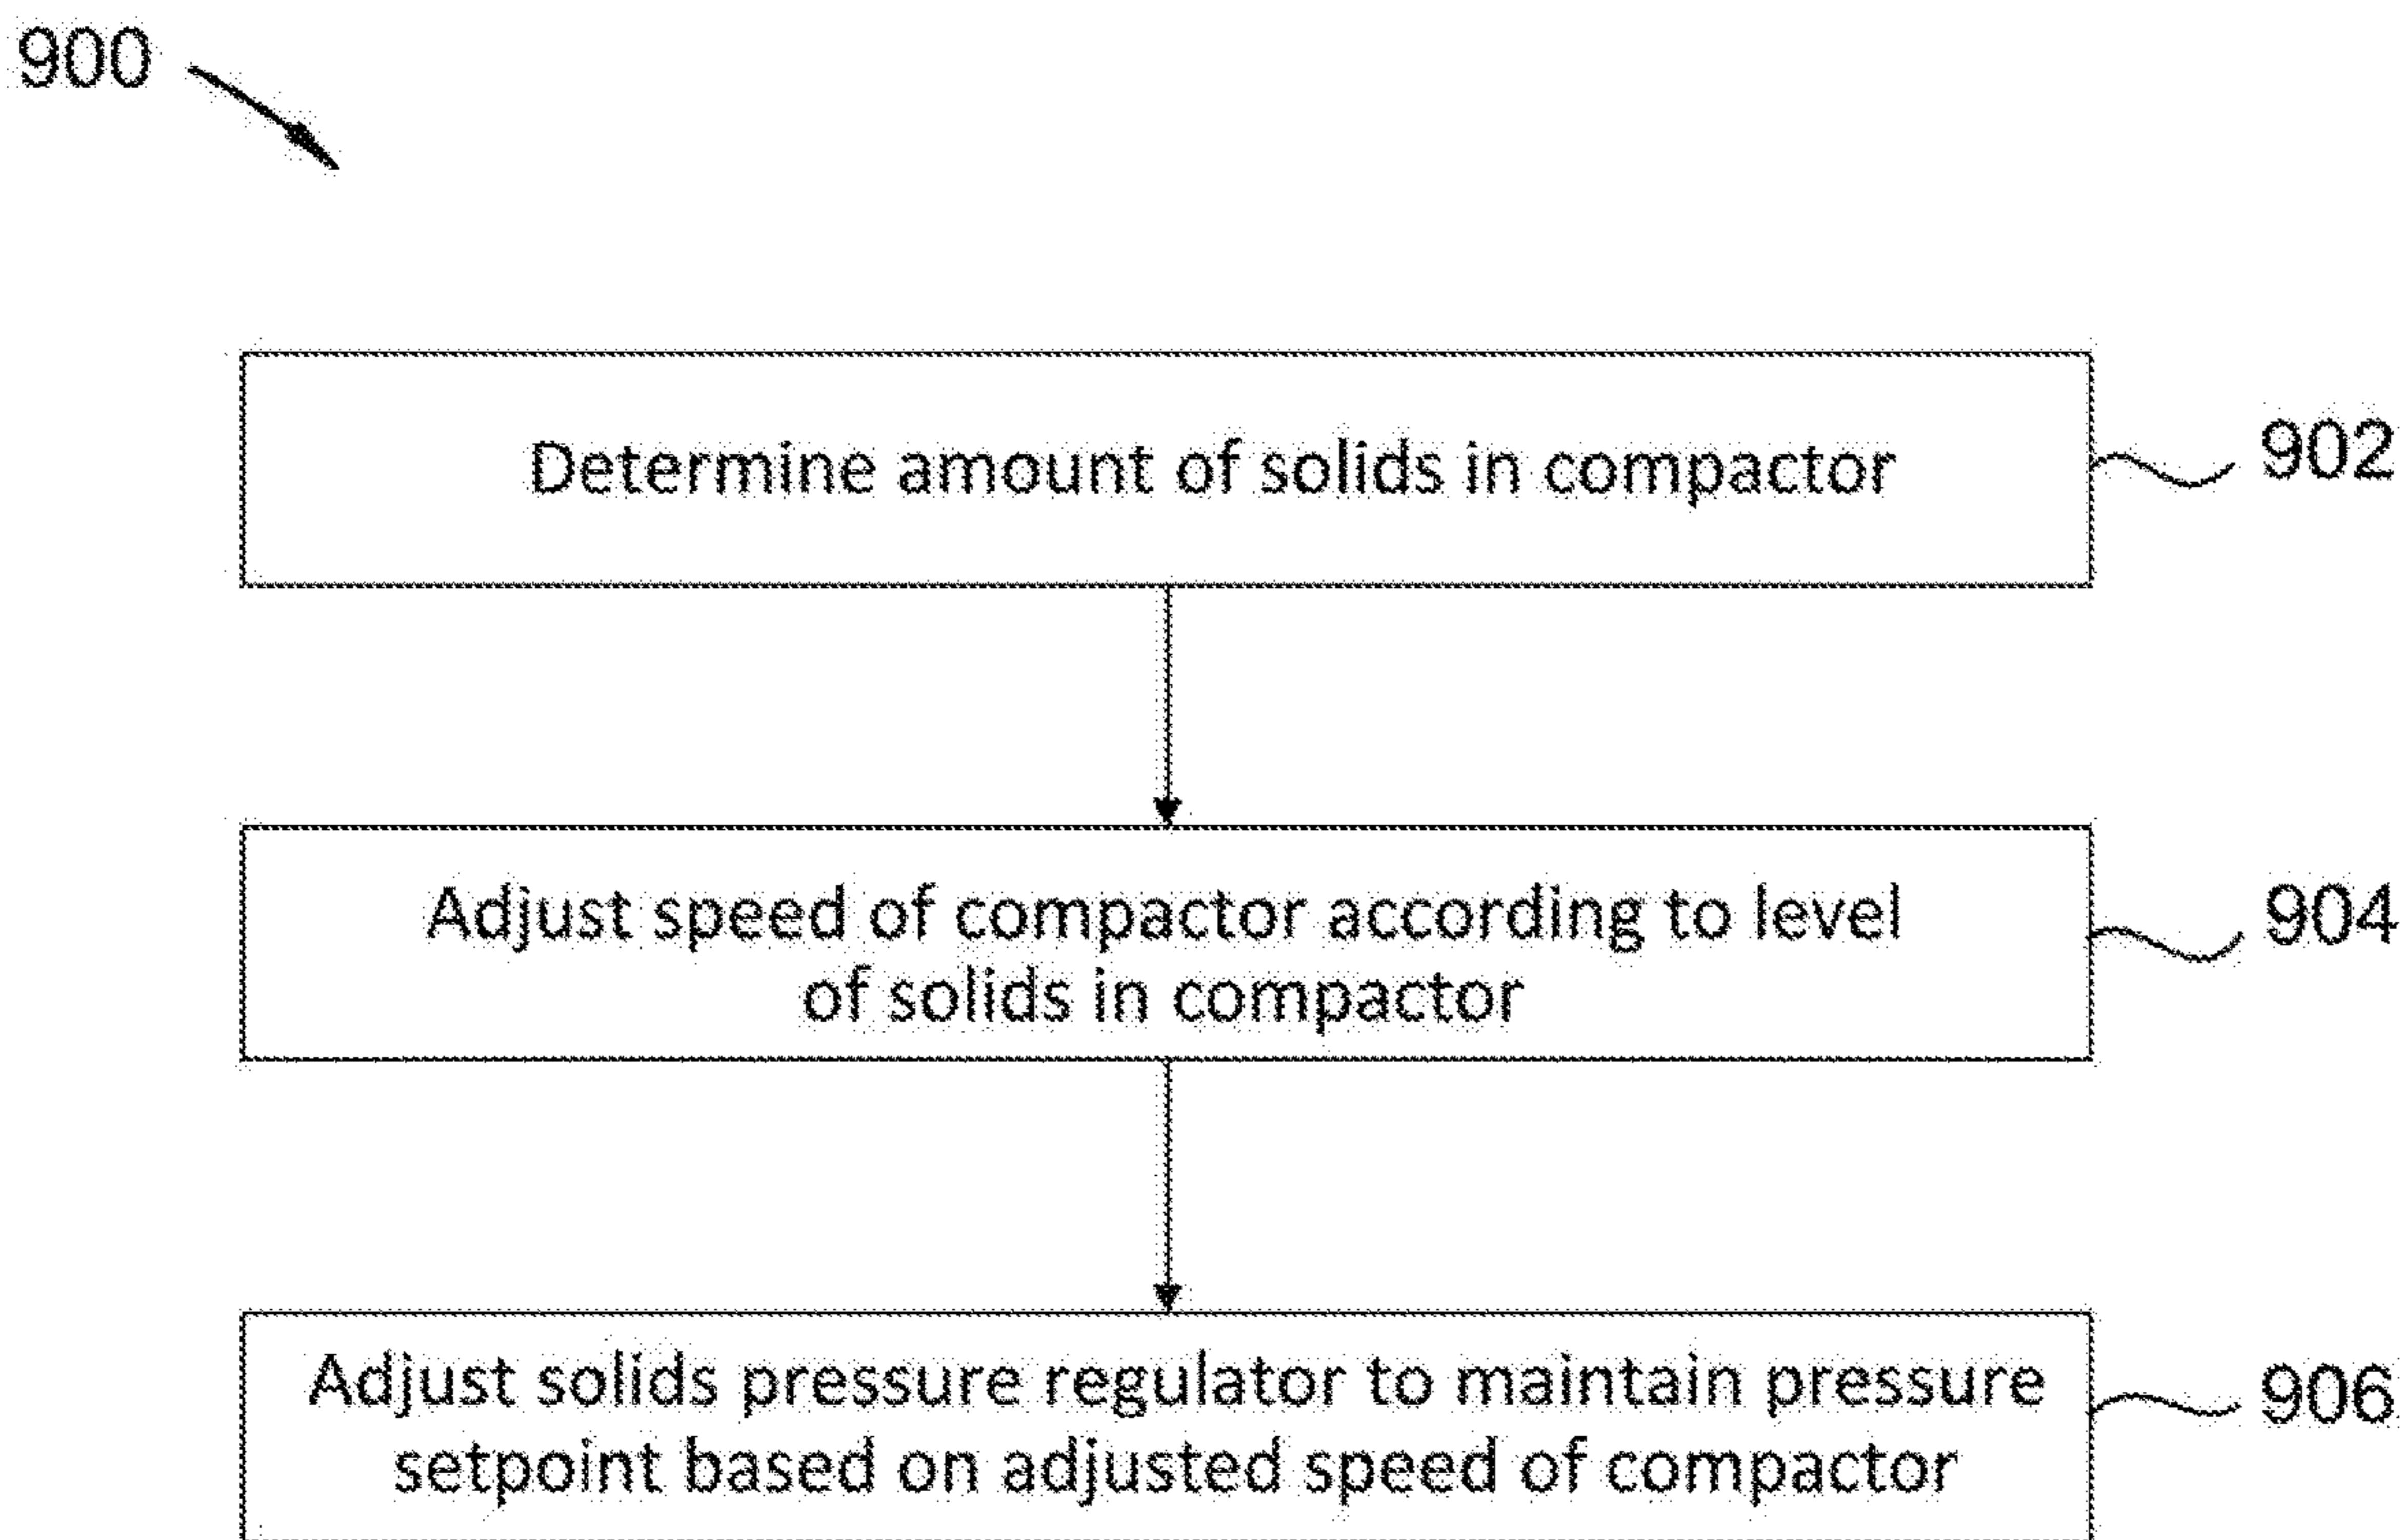 900
Determine amount of solids in compactor
902
Adjust speed of compactor according to level
of solids in compactor
904
Adjust solids pressure regulator to maintain pressure
setpoint based on adjusted speed of compactor
906